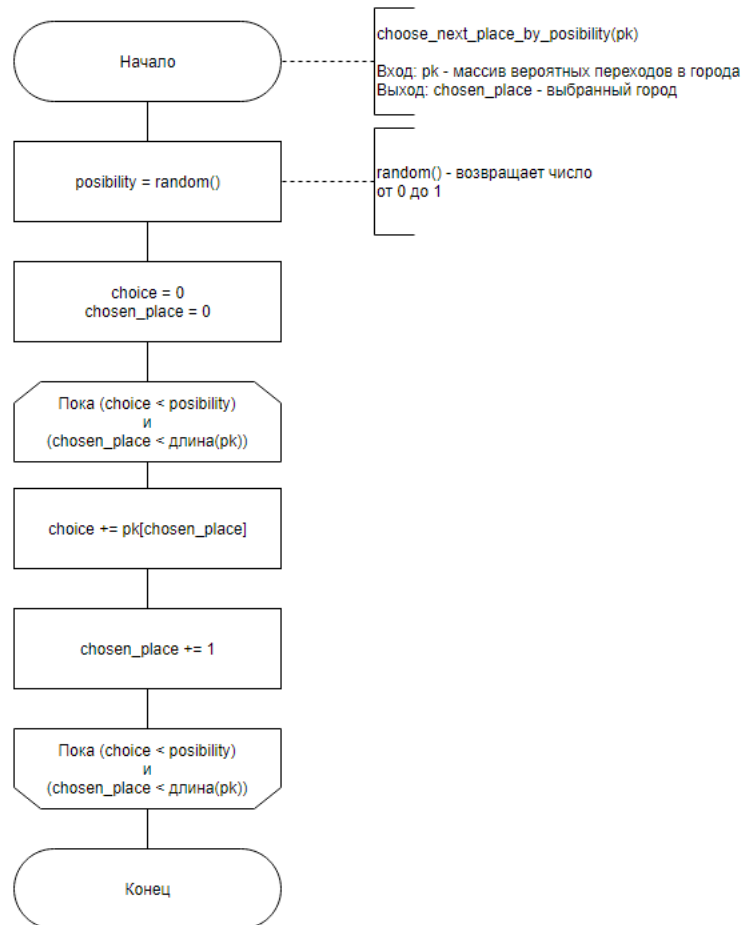 Начало
choose_next_place_by_posibility(pk)
Вход: pk - массив вероятных переходов в города
Выход: chosen_place - выбранный город
posibility = random()
random() - возвращает число
от 0 до 1
choice = 0
chosen_place = 0
Пока (choice < posibility)
и
(chosen_place < длина(pk))
choice += pk[chosen_place]
chosen_place += 1
Пока (choice < posibility)
и
(chosen_place < длина(pk))
Конец